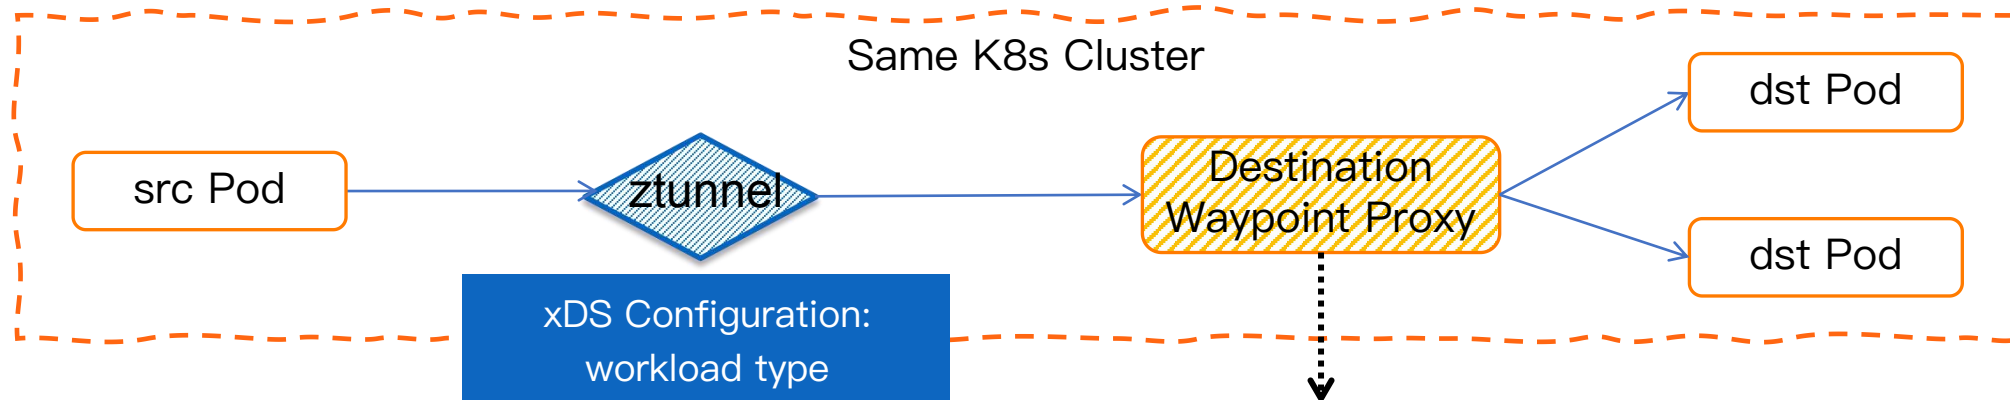 Same K8s Cluster
src Pod
ztunnel
Destination
Waypoint Proxy
dst Pod
dst Pod
xDS Configuration:
workload type